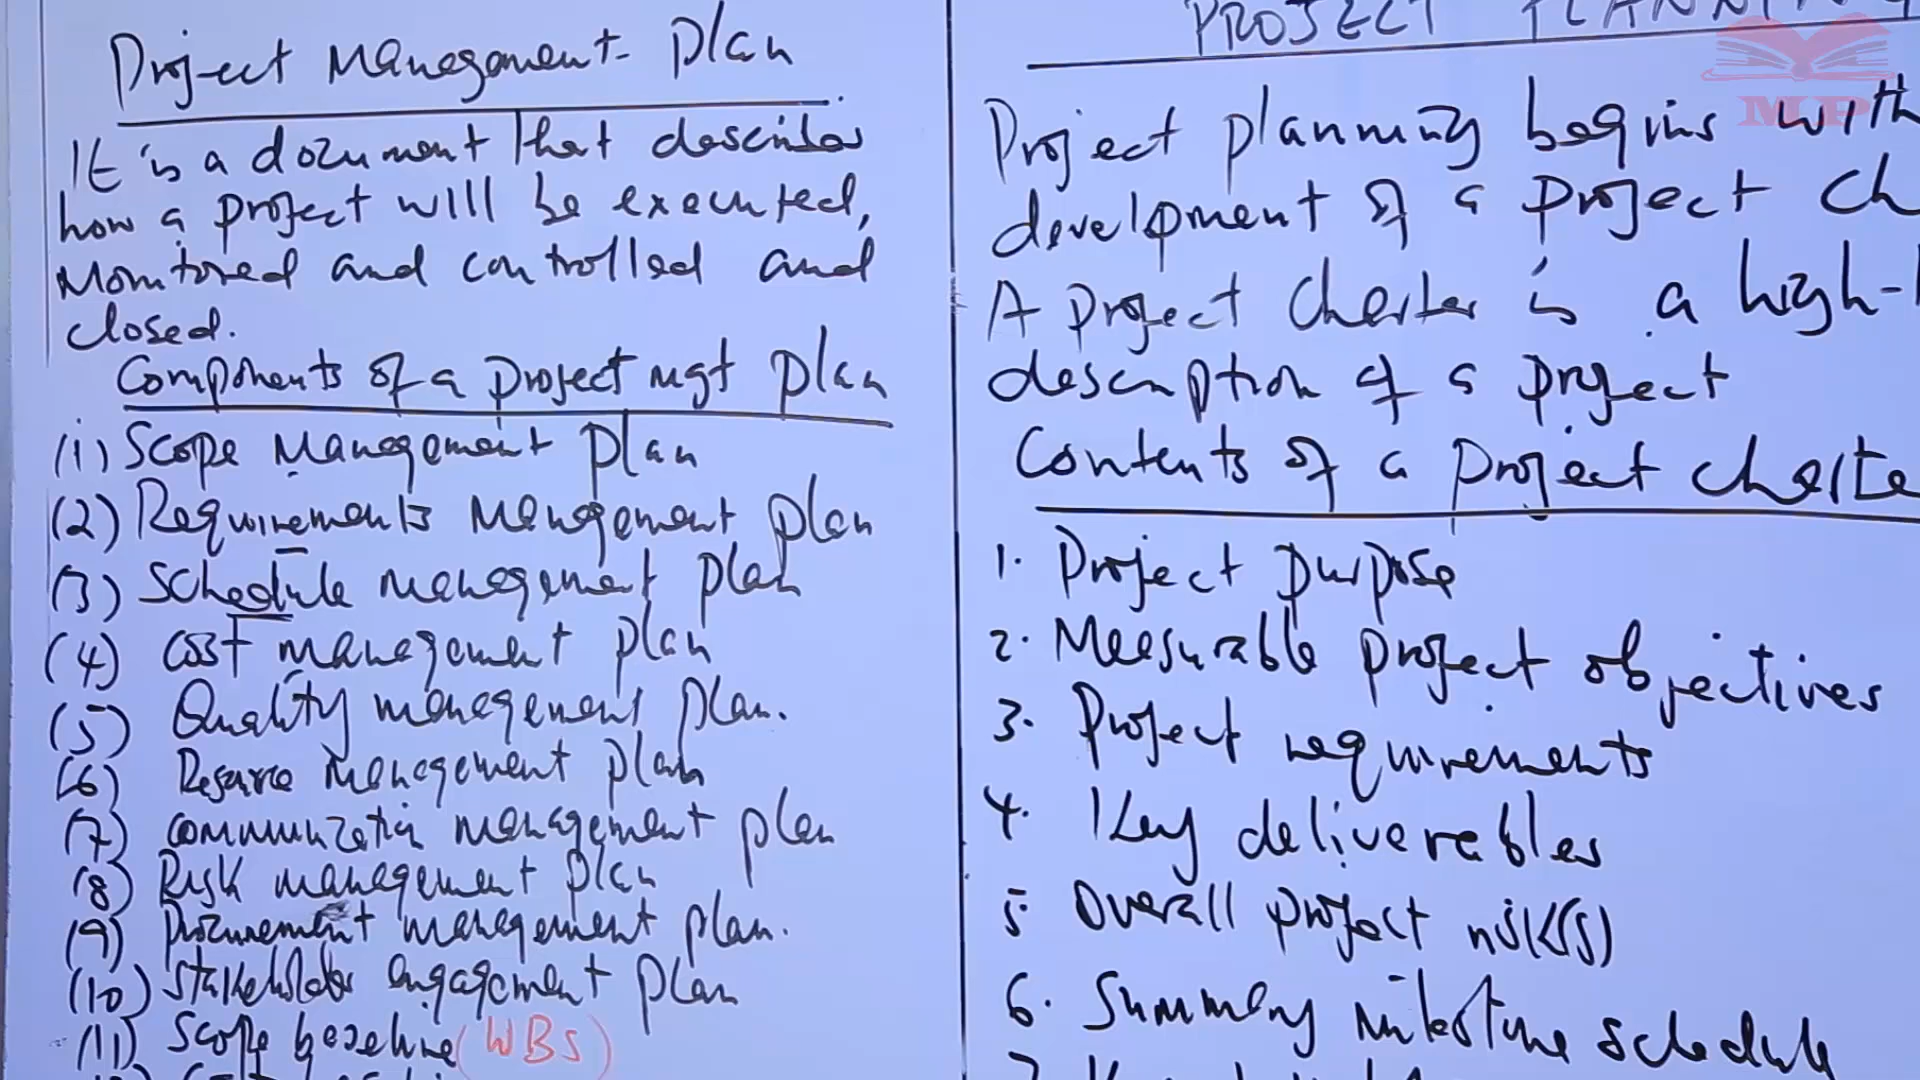 Project Management Plan
It is a document that describes
how a project will be executed,
Monitored and controlled and
closed.
Components of a project mgt plan
(1) Scope Management Plan
(2) Requirements Management plan
(3) Schedule management plan
(4) Cost management plan
(5) Quality management plan.
(6) Resource management plan
(7) communication management plan
(8) Risk management plan
(9) Procurement management plan.
(10) Stakeholder engagement plan
(11) Scope baseline (WBS)
PROJECT
Project planning begins with
development of a project Ch
A project Charter is a high-
description of a project
Contents of a project charte
1. Project purpose
2. Measurable project objectives
3. Project requirements
4. Key deliverables
5 Overall project risk(s)
6. Summary milestone schedule
M.P